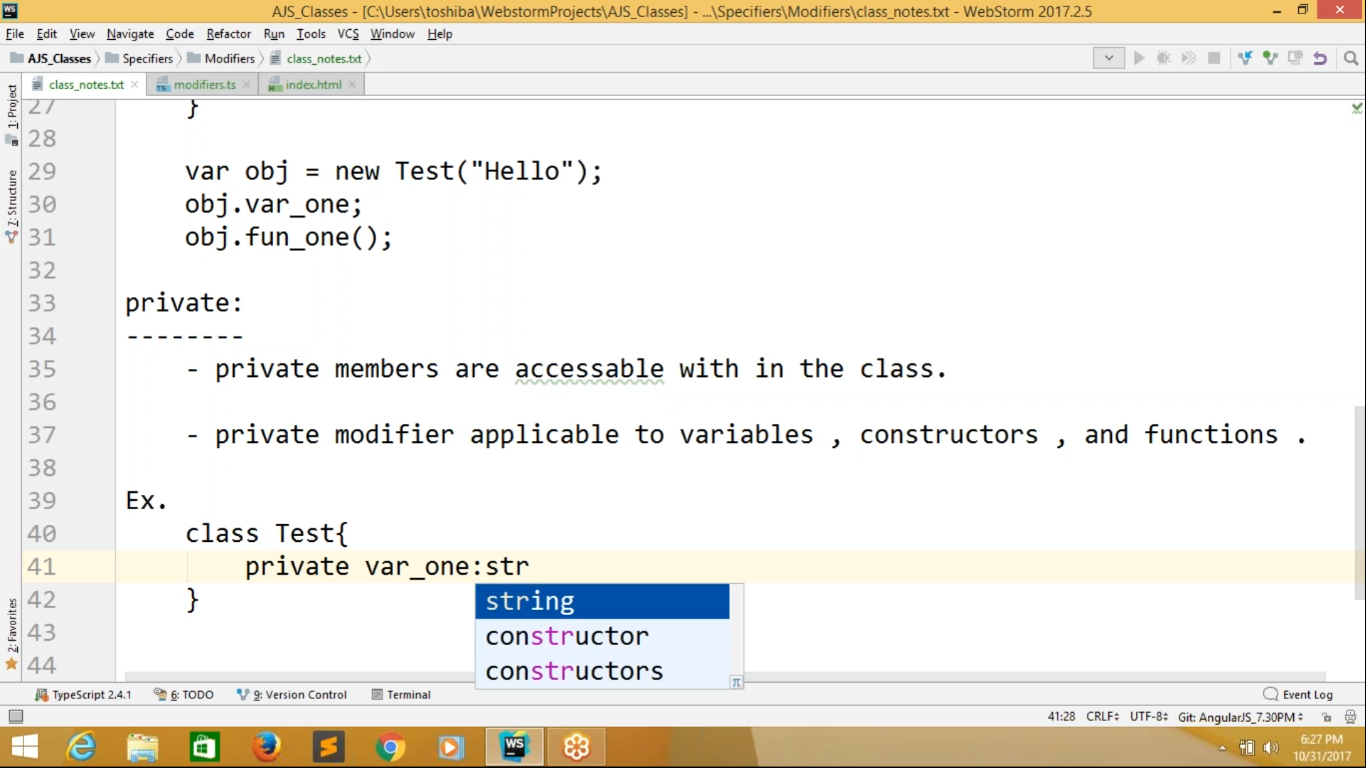 WS AJS_Classes - [C:\Users\toshiba\WebstormProjects\AJS_Classes] - ...\Specifiers\Modifiers\class_notes.txt - WebStorm 2017.2.5
File Edit View Navigate Code Refactor Run Tools VCS Window Help
AJS_Classes Specifiers Modifiers class_notes.txt
class_notes.txt modifiers.ts index.html
1: Project
7: Structure
2: Favorites
27 }
28
29 var obj = new Test("Hello");
30 obj.var_one;
31 obj.fun_one();
32
33 private:
34 --------
35 - private members are accessable with in the class.
36
37 - private modifier applicable to variables , constructors , and functions .
38
39 Ex.
40 class Test{
41 private var_one:str
42 }
string
43
constructor
44
constructors
π
TypeScript 2.4.1 6: TODO 9: Version Control Terminal Event Log
41:28 CRLF UTF-8 Git: AngularJS_7.30PM
WS
6:27 PM
10/31/2017